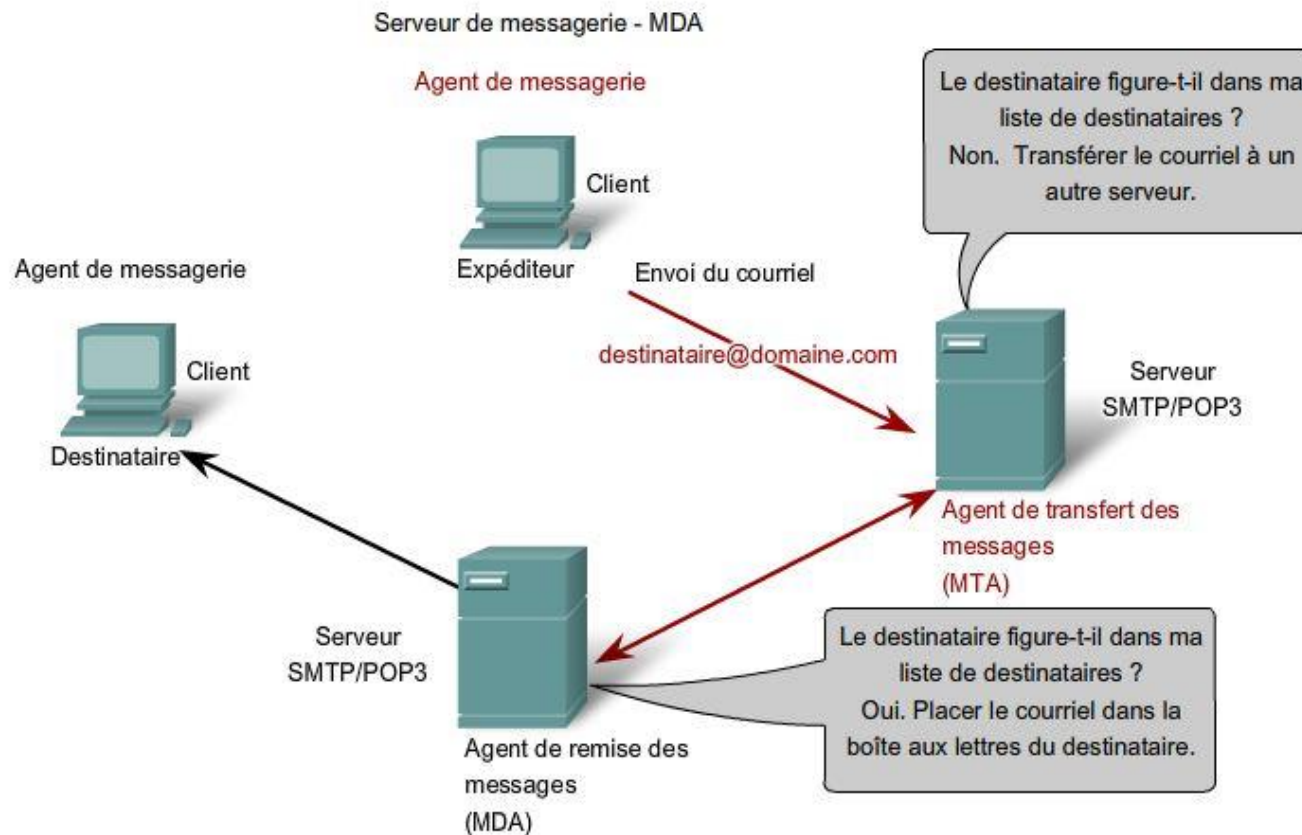 Serveur de messagerie - MDA
Agent de messagerie
Client
Expéditeur
Le destinataire figure-t-il dans ma
liste de destinataires ?
Non. Transférer le courriel à un
autre serveur.
Agent de messagerie
Client
Destinataire
Envoi du courriel
destinataire@domaine.com
Serveur
SMTP/POP3
Agent de transfert des
messages
(MTA)
Serveur
SMTP/POP3
Agent de remise des
messages
(MDA)
Le destinataire figure-t-il dans ma
liste de destinataires ?
Oui. Placer le courriel dans la
boîte aux lettres du destinataire.